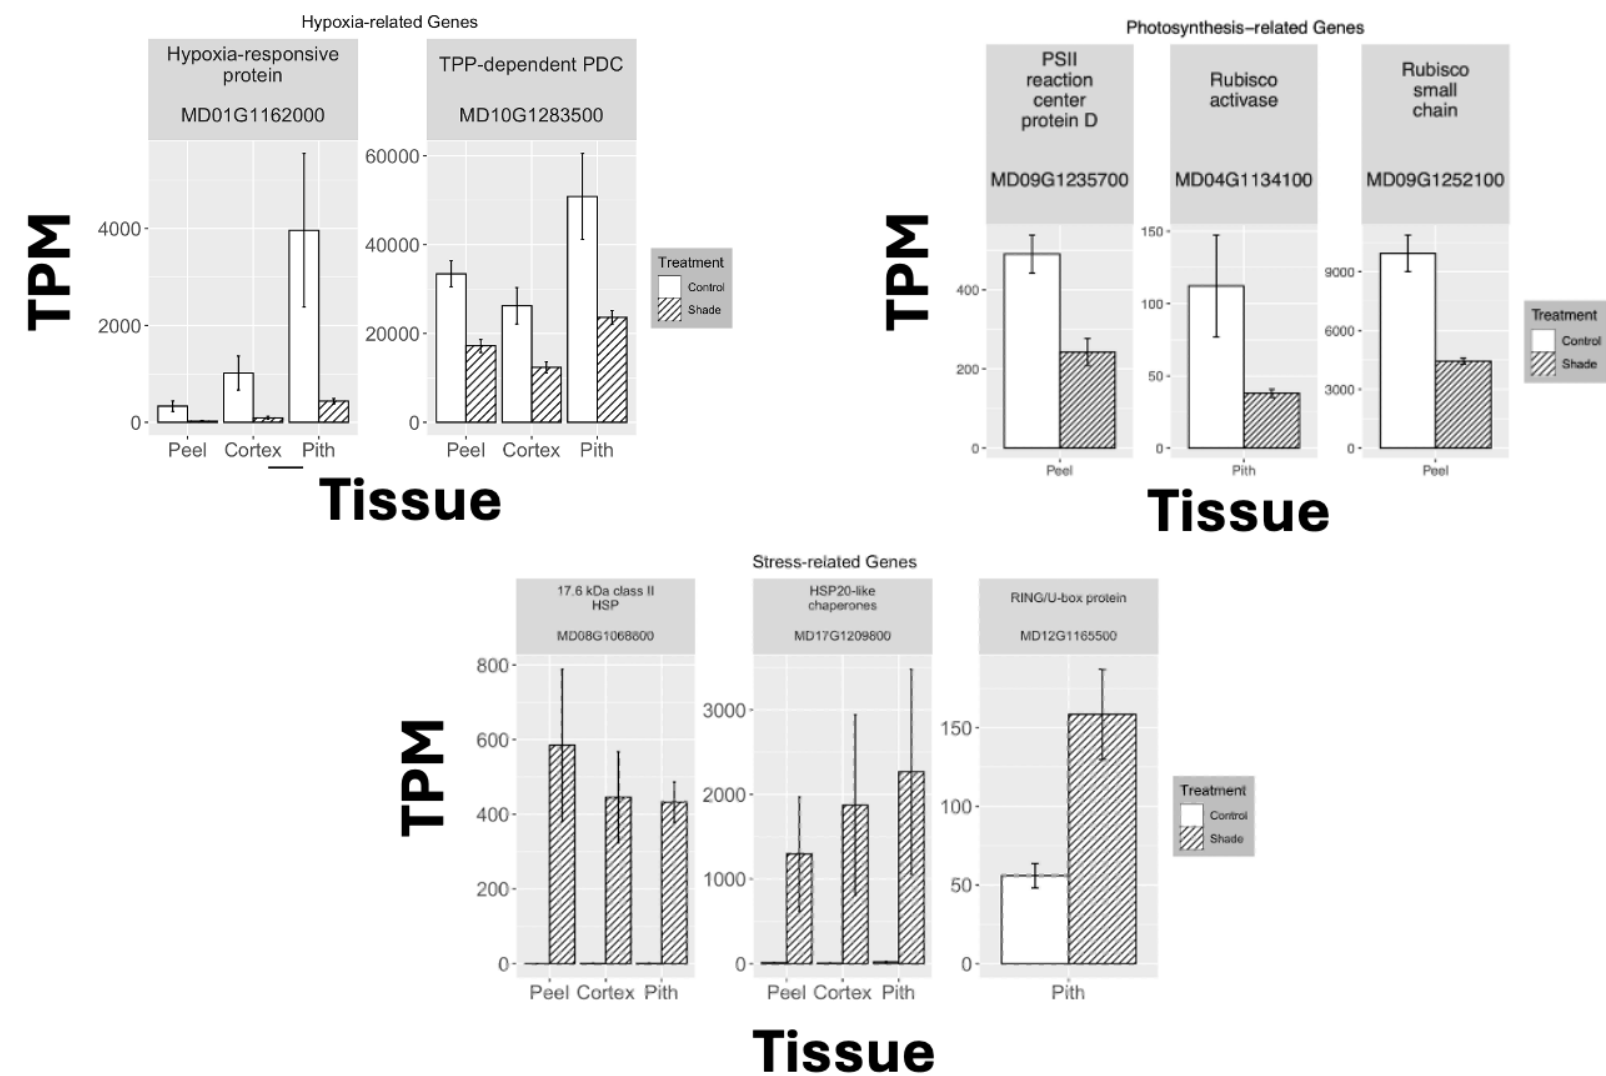 Hypoxia-related Genes
Hypoxia-responsive
protein
MD01G1162000
TPP-dependent PDC
MD10G1283500
TPM
4000
2000
0
60000
40000
20000
0
Peel Cortex Pith
Peel Cortex Pith
Tissue
Treatment
Control
Shade
Photosynthesis-related Genes
PSII
reaction
center
protein D
MD09G1235700
Rubisco
activase
MD04G1134100
Rubisco
small
chain
MD09G1252100
TPM
400
200
0
150
100
50
0
9000
6000
3000
0
Peel
Pith
Peel
Tissue
Treatment
Control
Shade
Stress-related Genes
17.6 kDa class II
HSP
MD08G1068800
HSP20-like
chaperones
MD17G1209800
RING/U-box protein
MD12G1165500
TPM
800
600
400
200
0
3000
2000
1000
0
150
100
50
0
Peel Cortex Pith
Peel Cortex Pith
Pith
Tissue
Treatment
Control
Shade